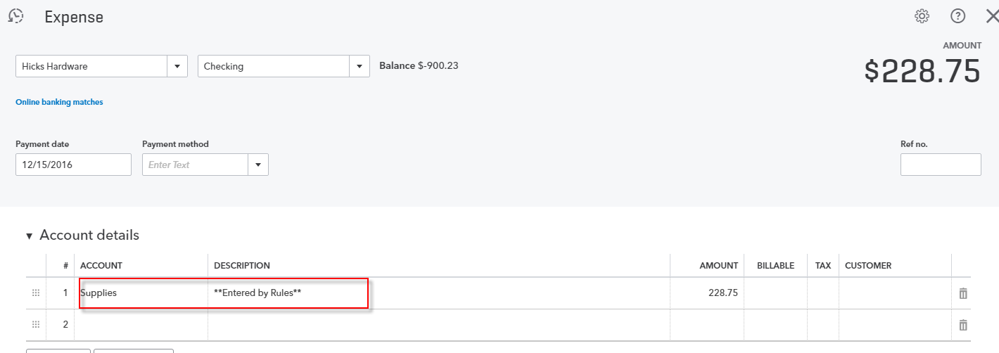 Expense
AMOUNT
$228.75
Hicks Hardware Checking Balance $-900.23
Online banking matches
Payment date Payment method Ref no.
12/15/2016 Enter Text
Account details
# ACCOUNT DESCRIPTION AMOUNT BILLABLE TAX CUSTOMER
1 Supplies **Entered by Rules** 228.75
2